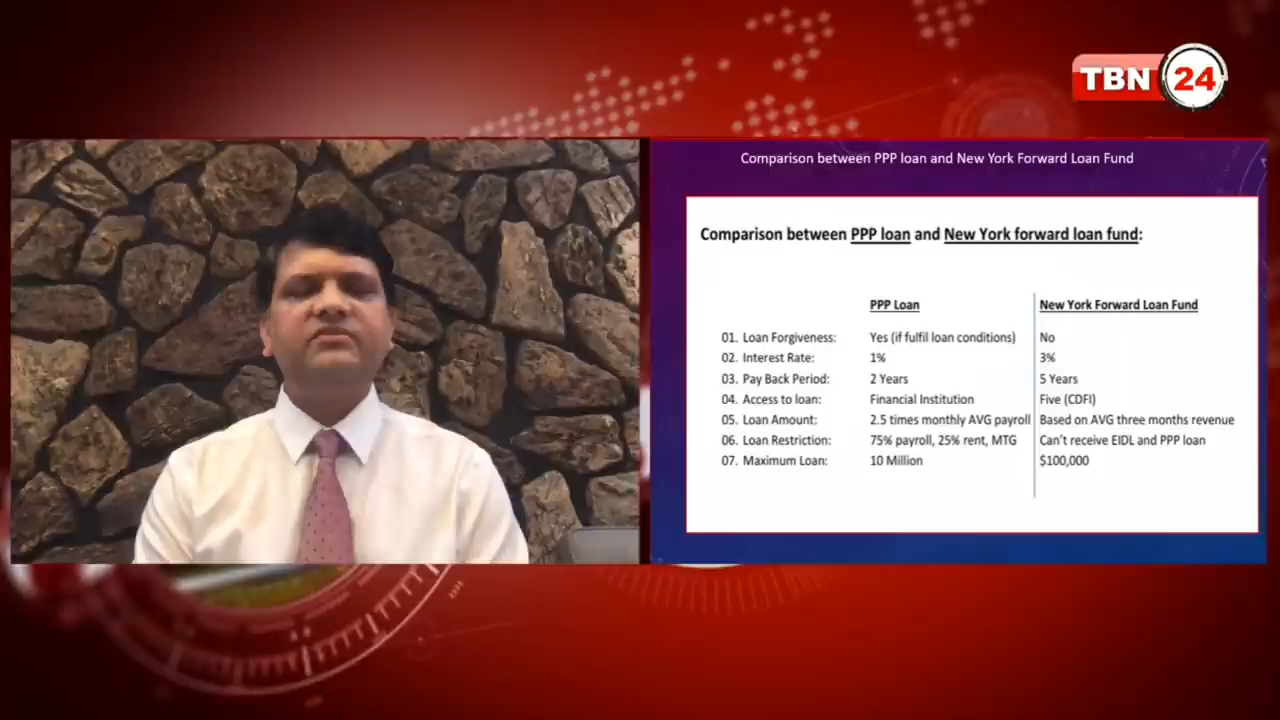 TBN 24
Comparison between PPP loan and New York Forward Loan Fund
Comparison between PPP loan and New York forward loan fund:
PPP Loan New York Forward Loan Fund
01. Loan Forgiveness: Yes (if fulfil loan conditions) No
02. Interest Rate: 1% 3%
03. Pay Back Period: 2 Years 5 Years
04. Access to loan: Financial Institution Five (CDFI)
05. Loan Amount: 2.5 times monthly AVG payroll Based on AVG three months revenue
06. Loan Restriction: 75% payroll, 25% rent, MTG Can't receive EIDL and PPP loan
07. Maximum Loan: 10 Million $100,000